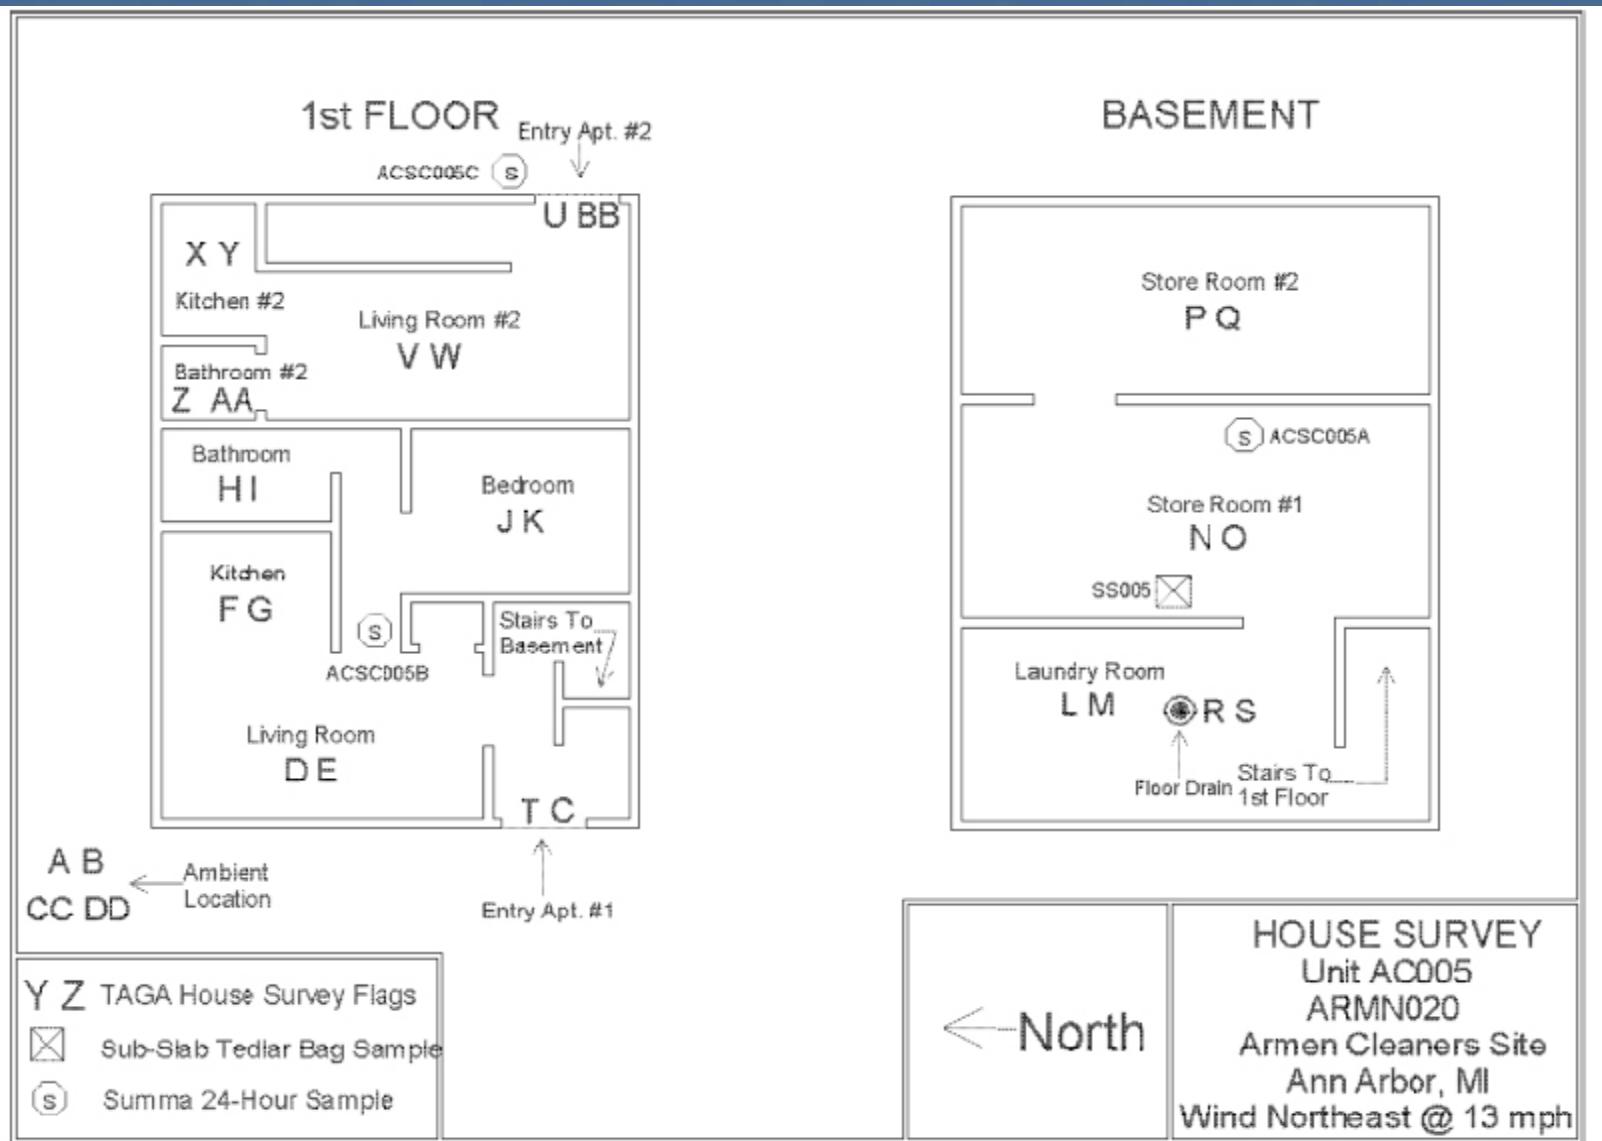 1st FLOOR
BASEMENT
Entry Apt. #2
ACSC005C
S
U BB
X Y
Kitchen #2
Living Room #2
V W
Bathroom #2
Z AA
Bathroom
H I
Bedroom
J K
Kitchen
F G
S
ACSC005B
Stairs To
Basement
Living Room
D E
T C
Entry Apt. #1
A B
CC DD
Ambient
Location
Store Room #2
P Q
S
ACSC005A
Store Room #1
N O
SS005
Laundry Room
L M
R S
Floor Drain
Stairs To
1st Floor
Y Z TAGA House Survey Flags
Sub-Slab Tedlar Bag Sample
S Summa 24-Hour Sample
North
HOUSE SURVEY
Unit AC005
ARMN020
Armen Cleaners Site
Ann Arbor, MI
Wind Northeast @ 13 mph